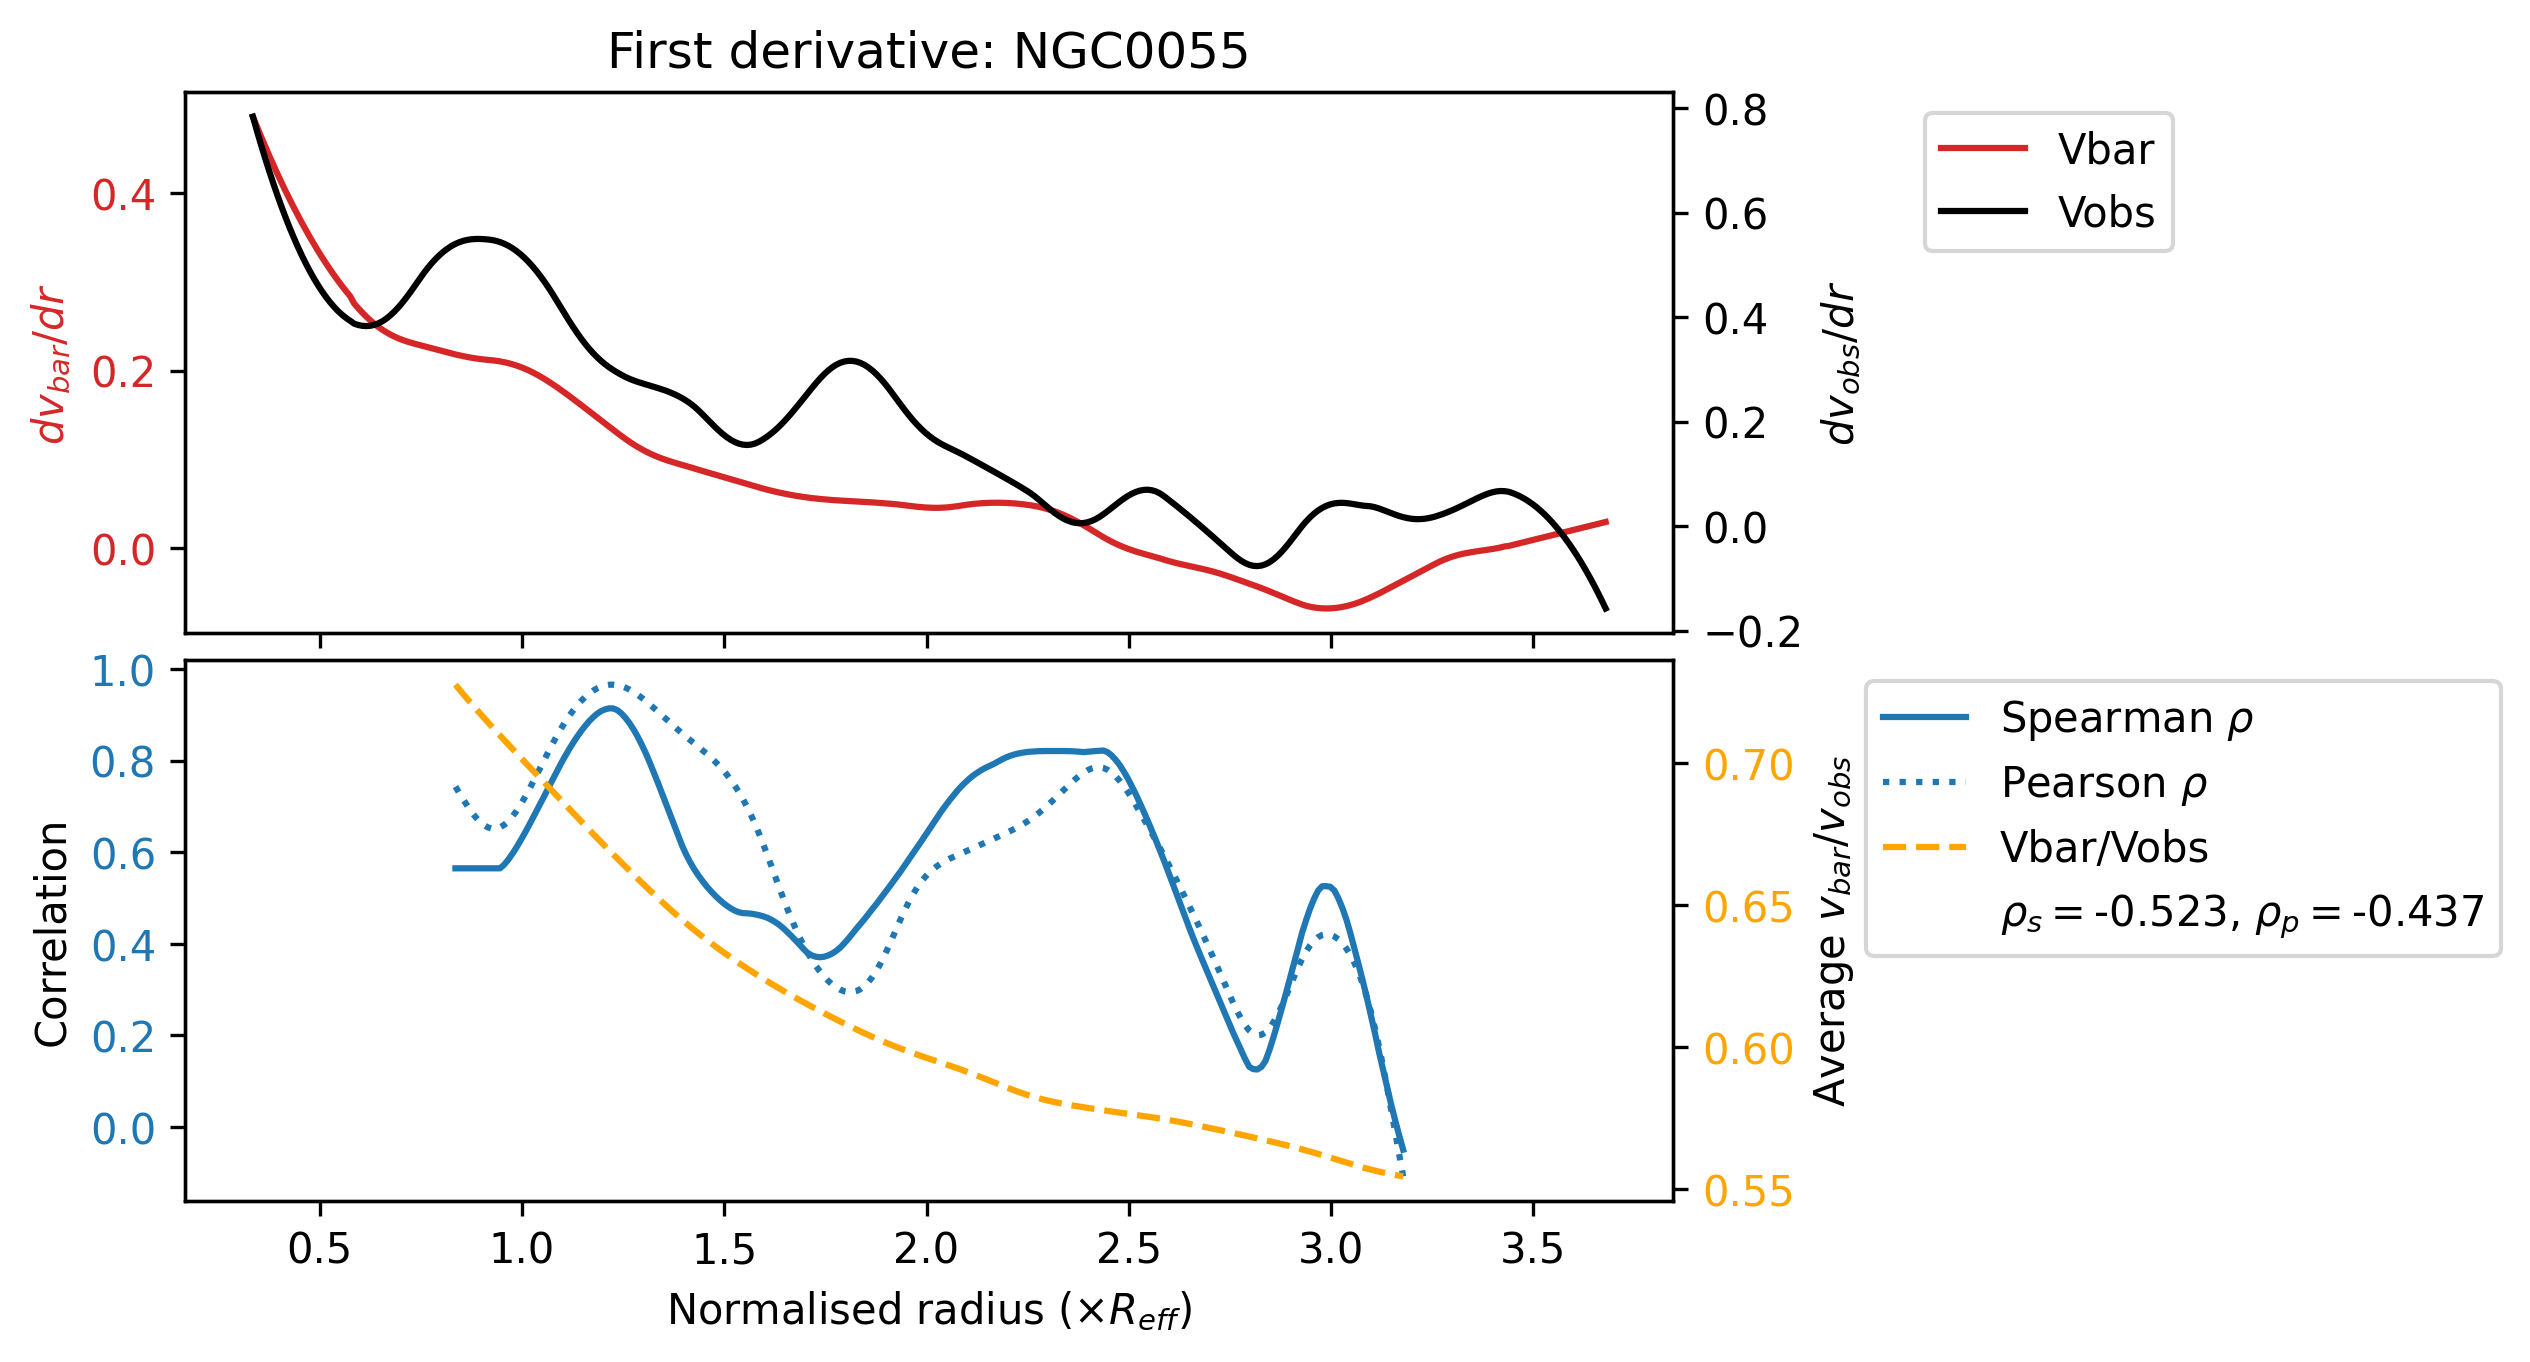 First derivative: NGC0055
0.4
0.2
0.0
dv_bar/dr
0.8
0.6
0.4
0.2
0.0
−0.2
dv_obs/dr
Vbar
Vobs
1.0
0.8
0.6
0.4
0.2
0.0
Correlation
0.70
0.65
0.60
0.55
Average v_bar/v_obs
Spearman ρ
Pearson ρ
Vbar/Vobs
ρ_s = -0.523, ρ_p = -0.437
0.5 1.0 1.5 2.0 2.5 3.0 3.5
Normalised radius (×R_eff)